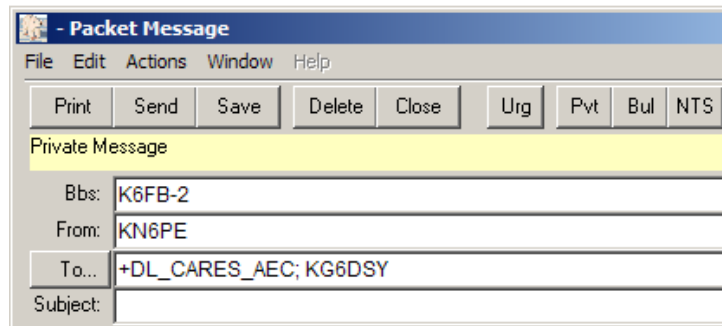 - Packet Message
File Edit Actions Window Help
Print Send Save Delete Close Urg Pvt Bul NTS
Private Message
Bbs: K6FB-2
From: KN6PE
To... +DL_CARES_AEC; KG6DSY
Subject: